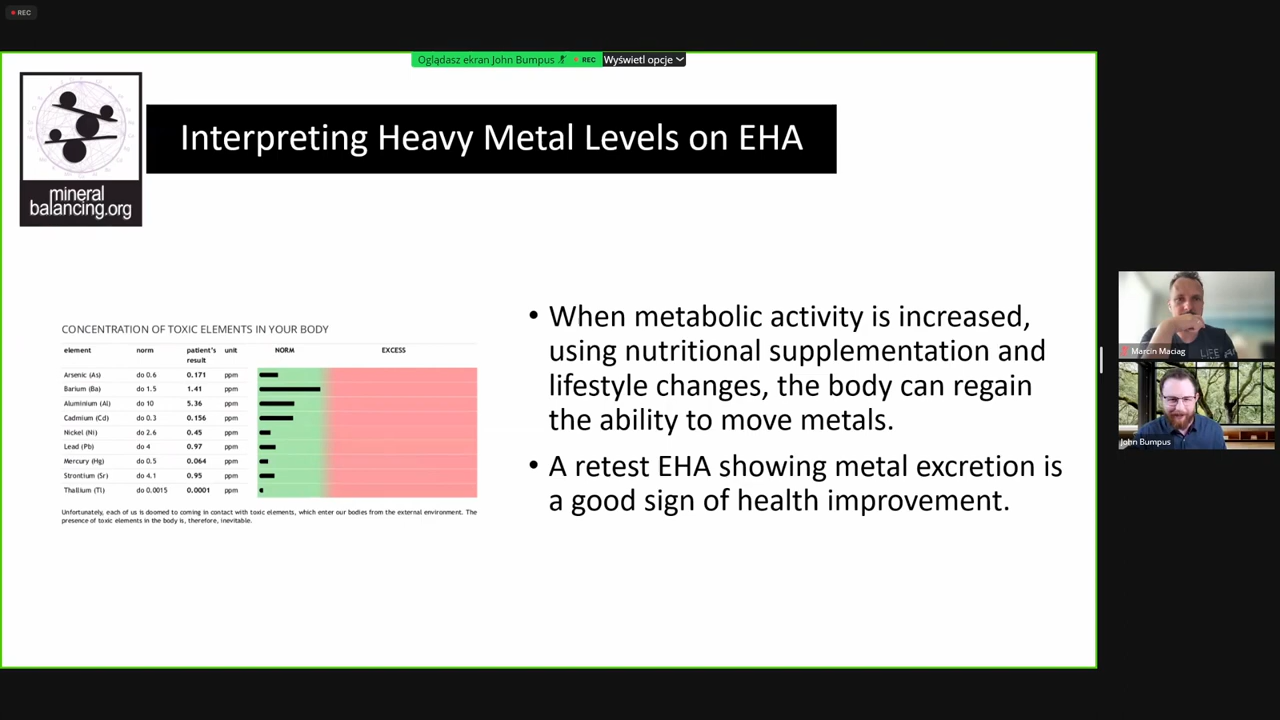 REC
Oglądasz ekran John Bumpus REC Wyświetl opcje
mineral
balancing.org
Interpreting Heavy Metal Levels on EHA
CONCENTRATION OF TOXIC ELEMENTS IN YOUR BODY
element norm patient's result unit NORM EXCESS
Arsenic (As) do 0.6 0.171 ppm
Barium (Ba) do 1.5 1.41 ppm
Aluminium (Al) do 10 5.36 ppm
Cadmium (Cd) do 0.3 0.156 ppm
Nickel (Ni) do 2.6 0.45 ppm
Lead (Pb) do 4 0.97 ppm
Mercury (Hg) do 0.5 0.064 ppm
Strontium (Sr) do 4.1 0.95 ppm
Thallium (Tl) do 0.0015 0.0001 ppm
Unfortunately, each of us is doomed to coming in contact with toxic elements, which enter our bodies from the external environment. The
presence of toxic elements in the body is, therefore, inevitable.
• When metabolic activity is increased,
using nutritional supplementation and
lifestyle changes, the body can regain
the ability to move metals.
• A retest EHA showing metal excretion is
a good sign of health improvement.
Marcin Maciag
John Bumpus